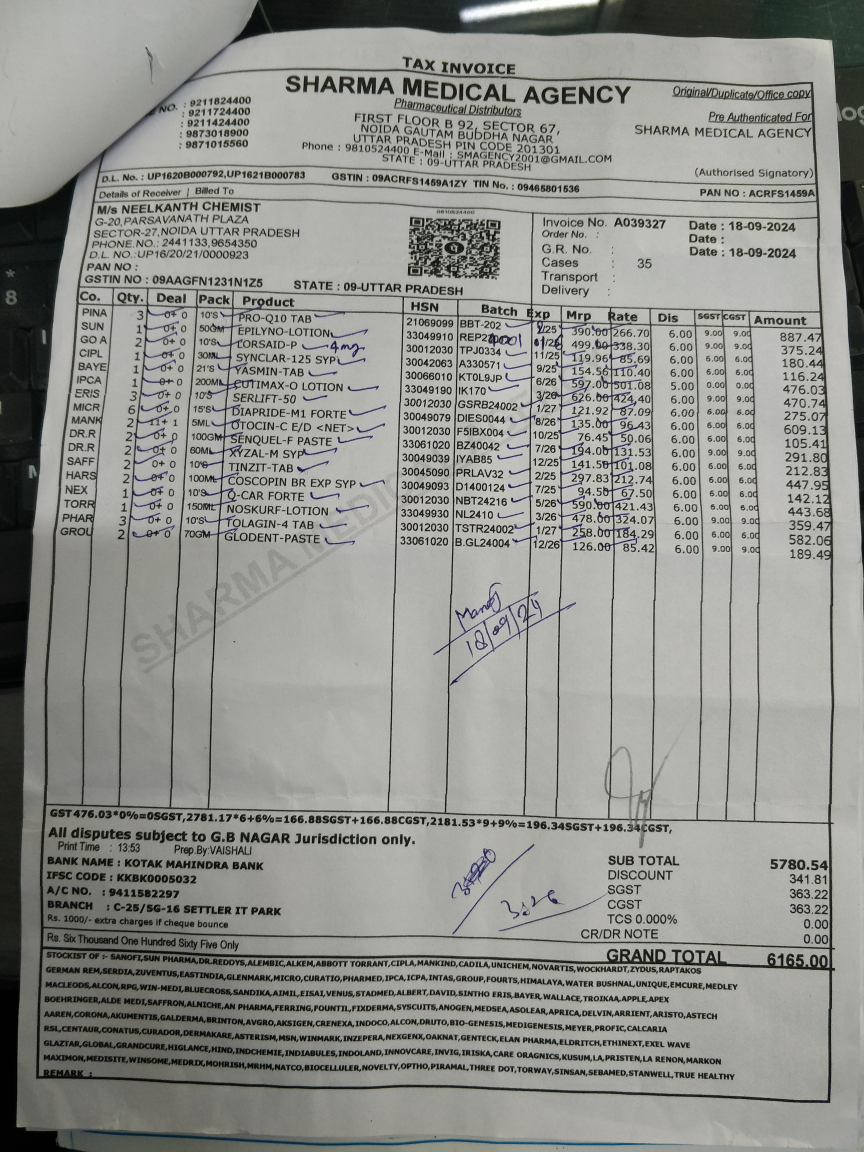 TAX INVOICE
SHARMA MEDICAL AGENCY
Original/Duplicate/Office copy
Pharmaceutical Distributors
NO. : 9211824400
: 9211724400
: 9211424400
: 9873018900
: 9871015560
FIRST FLOOR B 92, SECTOR 67,
NOIDA GAUTAM BUDDHA NAGAR
UTTAR PRADESH PIN CODE 201301
Phone : 9810524400 E-Mail : SMAGENCY2001@GMAIL.COM
STATE : 09-UTTAR PRADESH
Pre Authenticated For
SHARMA MEDICAL AGENCY
(Authorised Signatory)
D.L. No. : UP1620B000792,UP1621B000783 GSTIN : 09ACRFS1459A1ZY TIN No. : 09465801536 PAN NO : ACRFS1459A
Details of Receiver | Billed To
M/s NEELKANTH CHEMIST
G-20,PARSAVANATH PLAZA
SECTOR-27,NOIDA UTTAR PRADESH
PHONE.NO.: 2441133,9654350
D.L. NO.:UP16/20/21/0000923
PAN NO :
GSTIN NO : 09AAGFN1231N1Z5 STATE : 09-UTTAR PRADESH
9810524400
Invoice No. A039327 Date : 18-09-2024
Order No. : Date :
G.R. No. : Date : 18-09-2024
Cases : 35
Transport :
Delivery :
Co. Qty. Deal Pack Product HSN Batch Exp Mrp Rate Dis SGST CGST Amount
PINA 3 0+ 0 10'S PRO-Q10 TAB 21069099 BBT-202 2/25 390.00 266.70 6.00 9.00 9.00 887.47
SUN 1 0+ 0 50GM EPILYNO-LOTION 33049910 REP24001 1/26 499.00 338.30 6.00 9.00 9.00 375.24
GO A 2 0+ 0 10'S LORSAID-P 4mg 30012030 TPJ0334 11/25 119.96 85.69 6.00 6.00 6.00 180.44
CIPL 1 0+ 0 30ML SYNCLAR-125 SYP 30042063 A330571 9/25 154.56 110.40 6.00 6.00 6.00 116.24
BAYE 1 0+ 0 21'S YASMIN-TAB 30066010 KT0L9JP 6/26 597.00 501.08 5.00 0.00 0.00 476.03
IPCA 1 0+ 0 200ML CUTIMAX-O LOTION 33049190 IK170 3/26 626.00 424.40 6.00 9.00 9.00 470.74
ERIS 3 0+ 0 10'S SERLIFT-50 30012030 GSRB24002 1/27 121.92 87.09 6.00 6.00 6.00 275.07
MICR 6 0+ 0 15'S DIAPRIDE-M1 FORTE 30049079 DIES0044 8/26 135.00 96.43 6.00 6.00 6.00 609.13
MANK 2 11+ 1 5ML OTOCIN-C E/D <NET> 30012030 F5IBX004 10/25 76.45 50.06 6.00 6.00 6.00 105.41
DR.R 2 0+ 0 100GM SENQUEL-F PASTE 33061020 BZ40042 7/26 194.00 131.53 6.00 9.00 9.00 291.80
DR.R 2 0+ 0 60ML XYZAL-M SYP 30049039 IYAB85 12/25 141.50 101.08 6.00 6.00 6.00 212.83
SAFF 2 0+ 0 10'S TINZIT-TAB 30045090 PRLAV32 2/25 297.83 212.74 6.00 6.00 6.00 447.95
HARS 2 0+ 0 100ML COSCOPIN BR EXP SYP 30049093 D1400124 7/25 94.50 67.50 6.00 6.00 6.00 142.12
NEX 1 0+ 0 10'S Q-CAR FORTE 30012030 NBT24216 5/26 590.00 421.43 6.00 6.00 6.00 443.68
TORR 1 0+ 0 150ML NOSKURF-LOTION 33049930 NL2410 3/26 478.00 324.07 6.00 9.00 9.00 359.47
PHAR 3 0+ 0 10'S TOLAGIN-4 TAB 30012030 TSTR24002 1/27 258.00 184.29 6.00 6.00 6.00 582.06
GROU 2 0+ 0 70GM GLODENT-PASTE 33061020 B.GL24004 12/26 126.00 85.42 6.00 9.00 9.00 189.49
SHARMA MEDIC
Manoj
18/09/24
GST476.03*0%=0SGST,2781.17*6+6%=166.88SGST+166.88CGST,2181.53*9+9%=196.34SGST+196.34CGST,
All disputes subject to G.B NAGAR Jurisdiction only.
Print Time : 13:53 Prep.By:VAISHALI
BANK NAME : KOTAK MAHINDRA BANK
IFSC CODE : KKBK0005032
A/C NO. : 9411582297
BRANCH : C-25/5G-16 SETTLER IT PARK
Rs. 1000/- extra charges if cheque bounce
SUB TOTAL 5780.54
DISCOUNT 341.81
SGST 363.22
CGST 363.22
TCS 0.000% 0.00
CR/DR NOTE 0.00
Rs. Six Thousand One Hundred Sixty Five Only
GRAND TOTAL 6165.00
STOCKIST OF :- SANOFI,SUN PHARMA,DR.REDDYS,ALEMBIC,ALKEM,ABBOTT TORRANT,CIPLA,MANKIND,CADILA,UNICHEM,NOVARTIS,WOCKHARDT,ZYDUS,RAPTAKOS
GERMAN REM,SERDIA,ZUVENTUS,EASTINDIA,GLENMARK,MICRO,CURATIO,PHARMED,IPCA,ICPA,INTAS,GROUP,FOURTS,HIMALAYA,WATER BUSHNAL,UNIQUE,EMCURE,MEDLEY
MACLEODS,ALCON,RPG,WIN-MEDI,BLUECROSS,SANDIKA,AIMIL,EISAI,VENUS,STADMED,ALBERT,DAVID,SINTHO ERIS,BAYER,WALLACE,TROIKAA,APPLE,APEX
BOEHRINGER,ALDE MEDI,SAFFRON,ALNICHE,AN PHARMA,FERRING,FOUNTIL,FIXDERMA,SYSCUITS,ANOGEN,MEDSEA,ASOLEAR,APRICA,DELVIN,ARRIENT,ARISTO,ASTECH
AAREN,CORONA,AKUMENTIS,GALDERMA,BRINTON,AVGRO,AKSIGEN,CRENEXA,INDOCO,ALCON,DRUTO,BIO-GENESIS,MEDIGENESIS,MEYER,PROFIC,CALCARIA
RSL,CENTAUR,CONATUS,CURADOR,DERMAKARE,ASTERISM,MSN,WINMARK,INZEPERA,NEXGENX,OAKNAT,GENTECK,ELAN PHARMA,ELDRITCH,ETHINEXT,EXEL WAVE
GLAZTAR,GLOBAL,GRANDCURE,HIGLANCE,HIND,INDCHEMIE,INDIABULES,INDOLAND,INNOVCARE,INVIG,IRISKA,CARE ORAGNICS,KUSUM,LA,PRISTEN,LA RENON,MARKON
MAXIMON,MEDISITE,WINSOME,MEDRIX,MOHRISH,MRHM,NATCO,BIOCELLULER,NOVELTY,OPTHO,PIRAMAL,THREE DOT,TORWAY,SINSAN,SEBAMED,STANWELL,TRUE HEALTHY
REMARK :